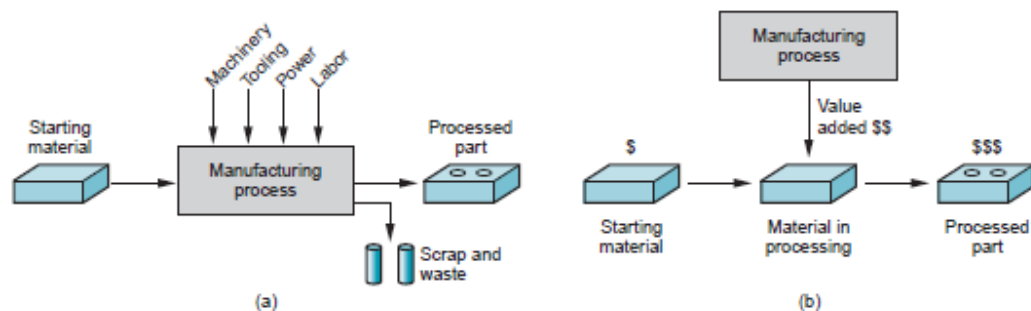 Machinery
Tooling
Power
Labor
Starting
material
Manufacturing
process
Processed
part
Scrap and
waste
(a)
Manufacturing
process
Value
added $$
$
$$$
Starting
material
Material in
processing
Processed
part
(b)